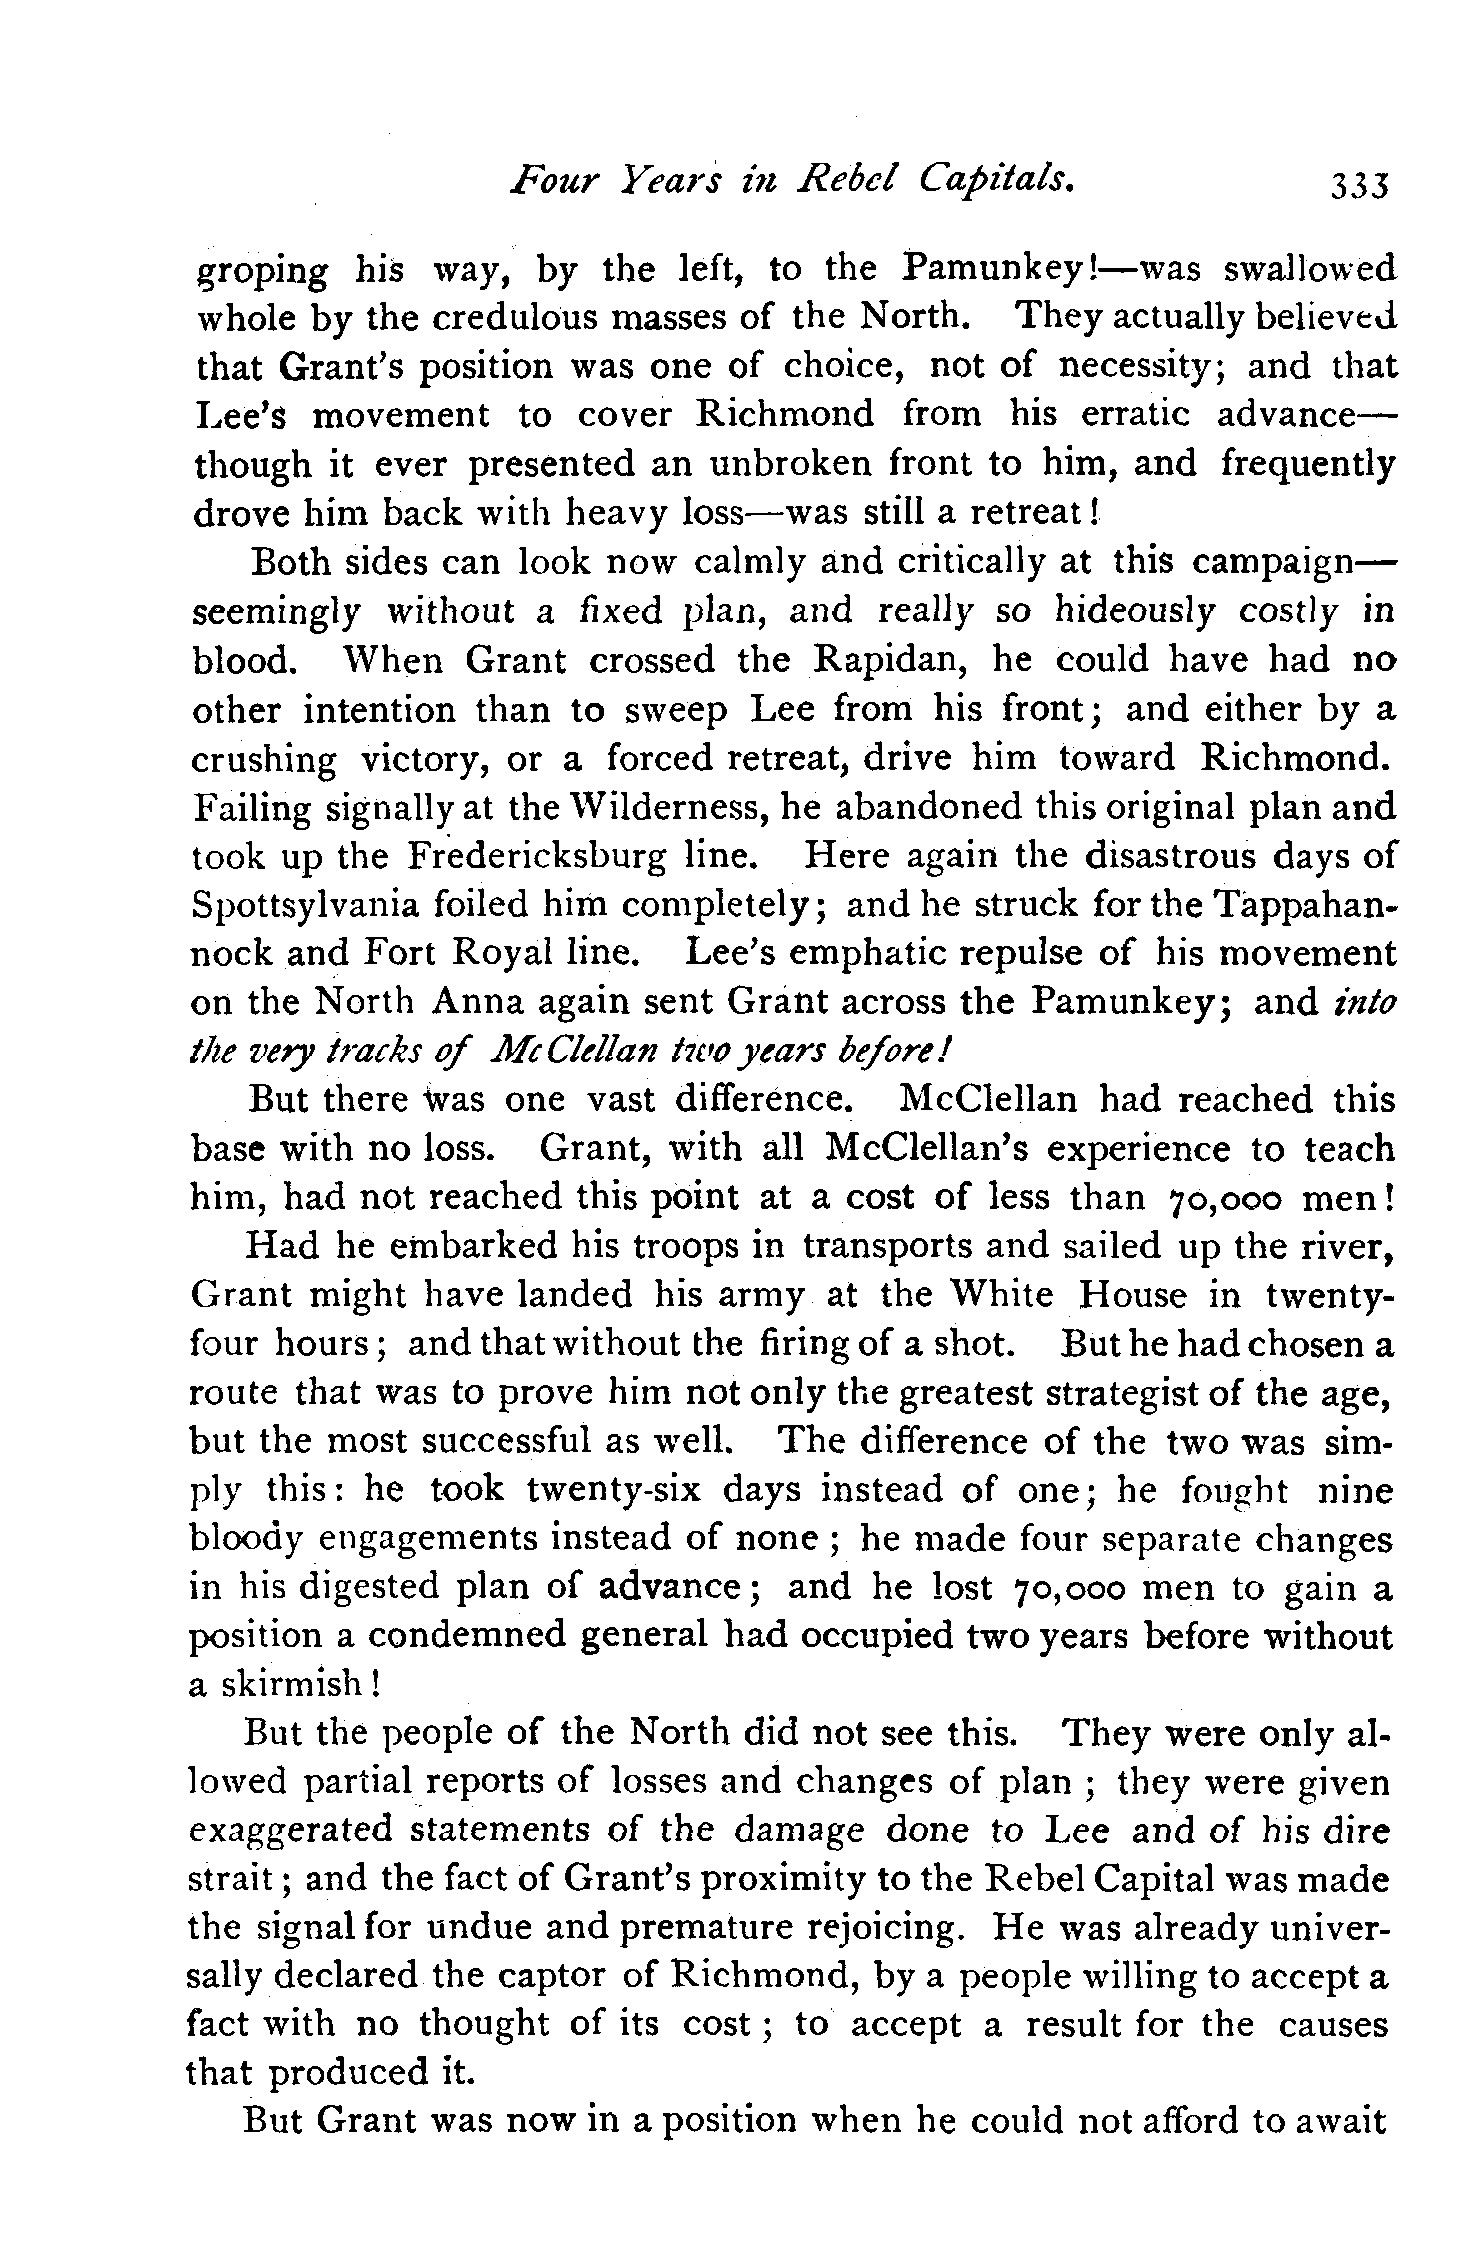 Four Years in Rebel Capitals. 333
groping his way, by the left, to the Pamunkey!—was swallowed
whole by the credulous masses of the North. They actually believed
that Grant's position was one of choice, not of necessity; and that
Lee's movement to cover Richmond from his erratic advance—
though it ever presented an unbroken front to him, and frequently
drove him back with heavy loss—was still a retreat!
Both sides can look now calmly and critically at this campaign—
seemingly without a fixed plan, and really so hideously costly in
blood. When Grant crossed the Rapidan, he could have had no
other intention than to sweep Lee from his front; and either by a
crushing victory, or a forced retreat, drive him toward Richmond.
Failing signally at the Wilderness, he abandoned this original plan and
took up the Fredericksburg line. Here again the disastrous days of
Spottsylvania foiled him completely; and he struck for the Tappahan-
nock and Fort Royal line. Lee's emphatic repulse of his movement
on the North Anna again sent Grant across the Pamunkey; and into
the very tracks of McClellan two years before!
But there was one vast difference. McClellan had reached this
base with no loss. Grant, with all McClellan's experience to teach
him, had not reached this point at a cost of less than 70,000 men!
Had he embarked his troops in transports and sailed up the river,
Grant might have landed his army at the White House in twenty-
four hours; and that without the firing of a shot. But he had chosen a
route that was to prove him not only the greatest strategist of the age,
but the most successful as well. The difference of the two was sim-
ply this: he took twenty-six days instead of one; he fought nine
bloody engagements instead of none; he made four separate changes
in his digested plan of advance; and he lost 70,000 men to gain a
position a condemned general had occupied two years before without
a skirmish!
But the people of the North did not see this. They were only al-
lowed partial reports of losses and changes of plan; they were given
exaggerated statements of the damage done to Lee and of his dire
strait; and the fact of Grant's proximity to the Rebel Capital was made
the signal for undue and premature rejoicing. He was already univer-
sally declared the captor of Richmond, by a people willing to accept a
fact with no thought of its cost; to accept a result for the causes
that produced it.
But Grant was now in a position when he could not afford to await